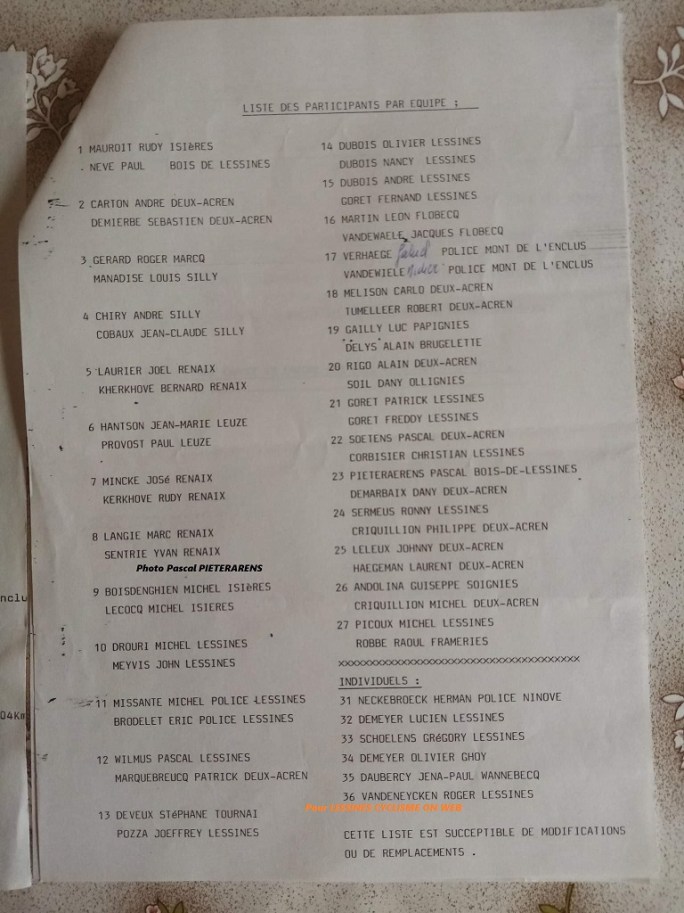 LISTE DES PARTICIPANTS PAR EQUIPE :
1 MAUROIT RUDY ISIèRES
NEVE PAUL BOIS DE LESSINES
2 CARTON ANDRE DEUX-ACREN
DEMIERBE SEBASTIEN DEUX-ACREN
3 GERARD ROGER MARCQ
MANADISE LOUIS SILLY
4 CHIRY ANDRE SILLY
COBAUX JEAN-CLAUDE SILLY
5 LAURIER JOEL RENAIX
KHERKHOVE BERNARD RENAIX
6 HANTSON JEAN-MARIE LEUZE
PROVOST PAUL LEUZE
7 MINCKE JOSé RENAIX
KERKHOVE RUDY RENAIX
8 LANGIE MARC RENAIX
SENTRIE YVAN RENAIX
Photo Pascal PIETERARENS
9 BOISDENGHIEN MICHEL ISIèRES
LECOCQ MICHEL ISIERES
10 DROURI MICHEL LESSINES
MEYVIS JOHN LESSINES
11 MISSANTE MICHEL POLICE LESSINES
BRODELET ERIC POLICE LESSINES
12 WILMUS PASCAL LESSINES
MARQUEBREUCQ PATRICK DEUX-ACREN
13 DEVEUX STéPHANE TOURNAI
POZZA JOEFFREY LESSINES
14 DUBOIS OLIVIER LESSINES
DUBOIS NANCY LESSINES
15 DUBOIS ANDRE LESSINES
GORET FERNAND LESSINES
16 MARTIN LEON FLOBECQ
VANDEWAELE JACQUES FLOBECQ
17 VERHAEGE POLICE MONT DE L'ENCLUS
VANDEWIELE POLICE MONT DE L'ENCLUS
18 MELISON CARLO DEUX-ACREN
TUMELLEER ROBERT DEUX-ACREN
19 GAILLY LUC PAPIGNIES
DELYS ALAIN BRUGELETTE
20 RIGO ALAIN DEUX-ACREN
SOIL DANY OLLIGNIES
21 GORET PATRICK LESSINES
GORET FREDDY LESSINES
22 SOETENS PASCAL DEUX-ACREN
CORBISIER CHRISTIAN LESSINES
23 PIETERAERENS PASCAL BOIS-DE-LESSINES
DEMARBAIX DANY DEUX-ACREN
24 SERMEUS RONNY LESSINES
CRIQUILLION PHILIPPE DEUX-ACREN
25 LELEUX JOHNNY DEUX-ACREN
HAEGEMAN LAURENT DEUX-ACREN
26 ANDOLINA GUISEPPE SOIGNIES
CRIQUILLION MICHEL DEUX-ACREN
27 PICOUX MICHEL LESSINES
ROBBE RAOUL FRAMERIES
xxxxxxxxxxxxxxxxxxxxxxxxxxxxxxxxxxxxxx
INDIVIDUELS :
31 NECKEBROECK HERMAN POLICE NINOVE
32 DEMEYER LUCIEN LESSINES
33 SCHOELENS GRéGORY LESSINES
34 DEMEYER OLIVIER GHOY
35 DAUBERCY JENA-PAUL WANNEBECQ
36 VANDENEYCKEN ROGER LESSINES
CYCLISME ON WEB
CETTE LISTE EST SUCCEPTIBLE DE MODIFICATIONS
OU DE REMPLACEMENTS .